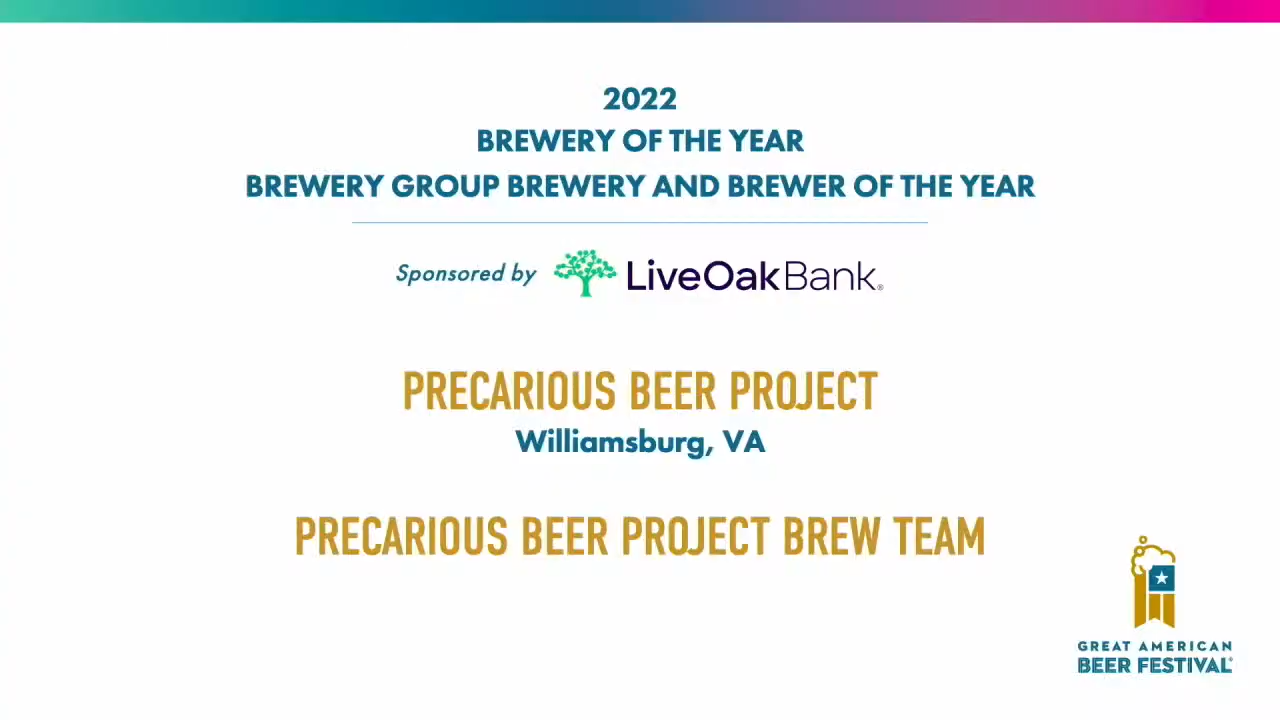 2022
BREWERY OF THE YEAR
BREWERY GROUP BREWERY AND BREWER OF THE YEAR
Sponsored by LiveOakBank®
PRECARIOUS BEER PROJECT
Williamsburg, VA
PRECARIOUS BEER PROJECT BREW TEAM
GREAT AMERICAN
BEER FESTIVAL®